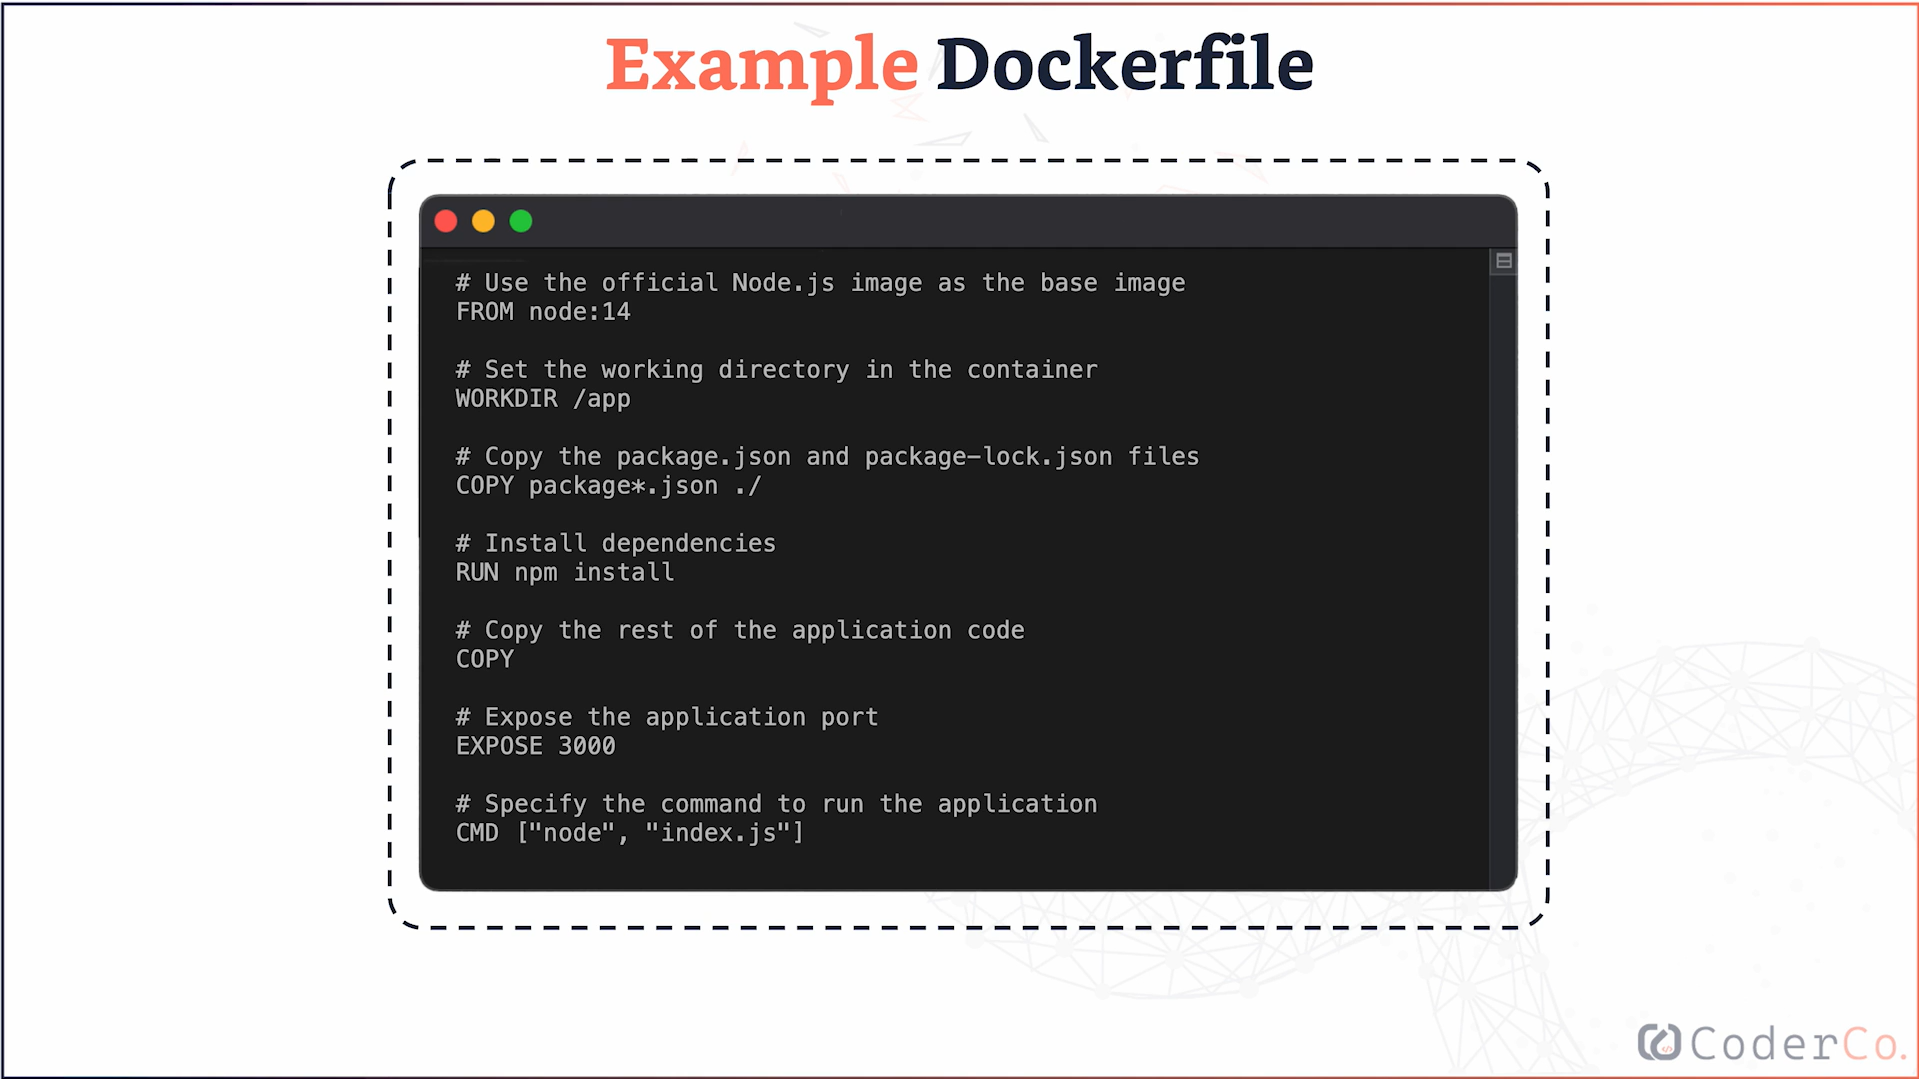 Example Dockerfile
# Use the official Node.js image as the base image
FROM node:14
# Set the working directory in the container
WORKDIR /app
# Copy the package.json and package-lock.json files
COPY package*.json ./
# Install dependencies
RUN npm install
# Copy the rest of the application code
COPY
# Expose the application port
EXPOSE 3000
# Specify the command to run the application
CMD ["node", "index.js"]
CoderCo.